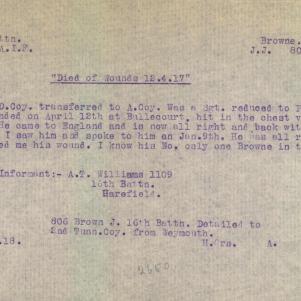 ttn.
A.I.F.
Browne.
J.J. 80
"Died of Wounds 12.4.17"
D.Coy. transferred to A.Coy. Was a Sgt. reduced to P
nded on April 12th at Bullecourt, hit in the chest w
He came to England and is now all right and back wit
I saw him and spoke to him on Jan.9th. He was all r
ed me his wound. I know his No. only one Browne in t
Informant:- A.T. Williams 1109
16th Battn.
Harefield.
806 Brown J. 16th Battn. Detailed to
2nd Tunn.Coy. from Weymouth.
.18.
H.Qrs. A.